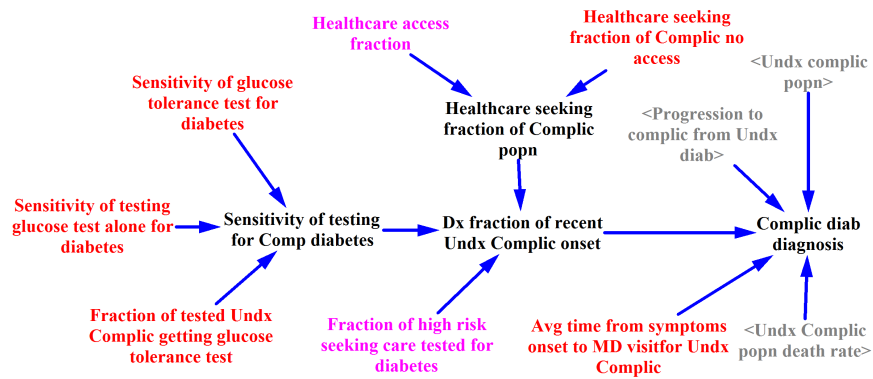 Healthcare access
fraction
Healthcare seeking
fraction of Complic no
access
<Undx complic
popn>
Sensitivity of glucose
tolerance test for
diabetes
Healthcare seeking
fraction of Complic
popn
<Progression to
complic from Undx
diab>
Sensitivity of testing
glucose test alone for
diabetes
Sensitivity of testing
for Comp diabetes
Dx fraction of recent
Undx Complic onset
Complic diab
diagnosis
Fraction of tested Undx
Complic getting glucose
tolerance test
Fraction of high risk
seeking care tested for
diabetes
Avg time from symptoms
onset to MD visitfor Undx
Complic
<Undx Complic
popn death rate>